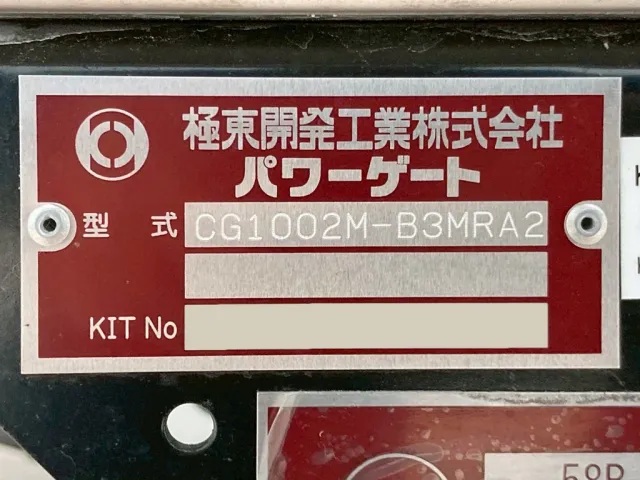 極東開発工業株式会社
パワーゲート
型式 CG1002M-B3MRA2
KIT No
58R